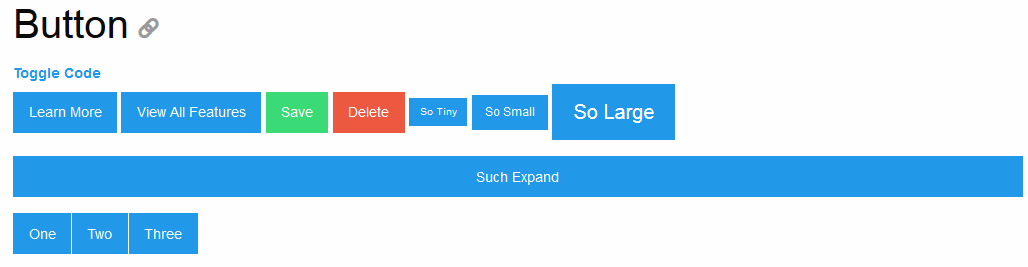 Button
Toggle Code
Learn More View All Features Save Delete So Tiny So Small So Large
Such Expand
One Two Three